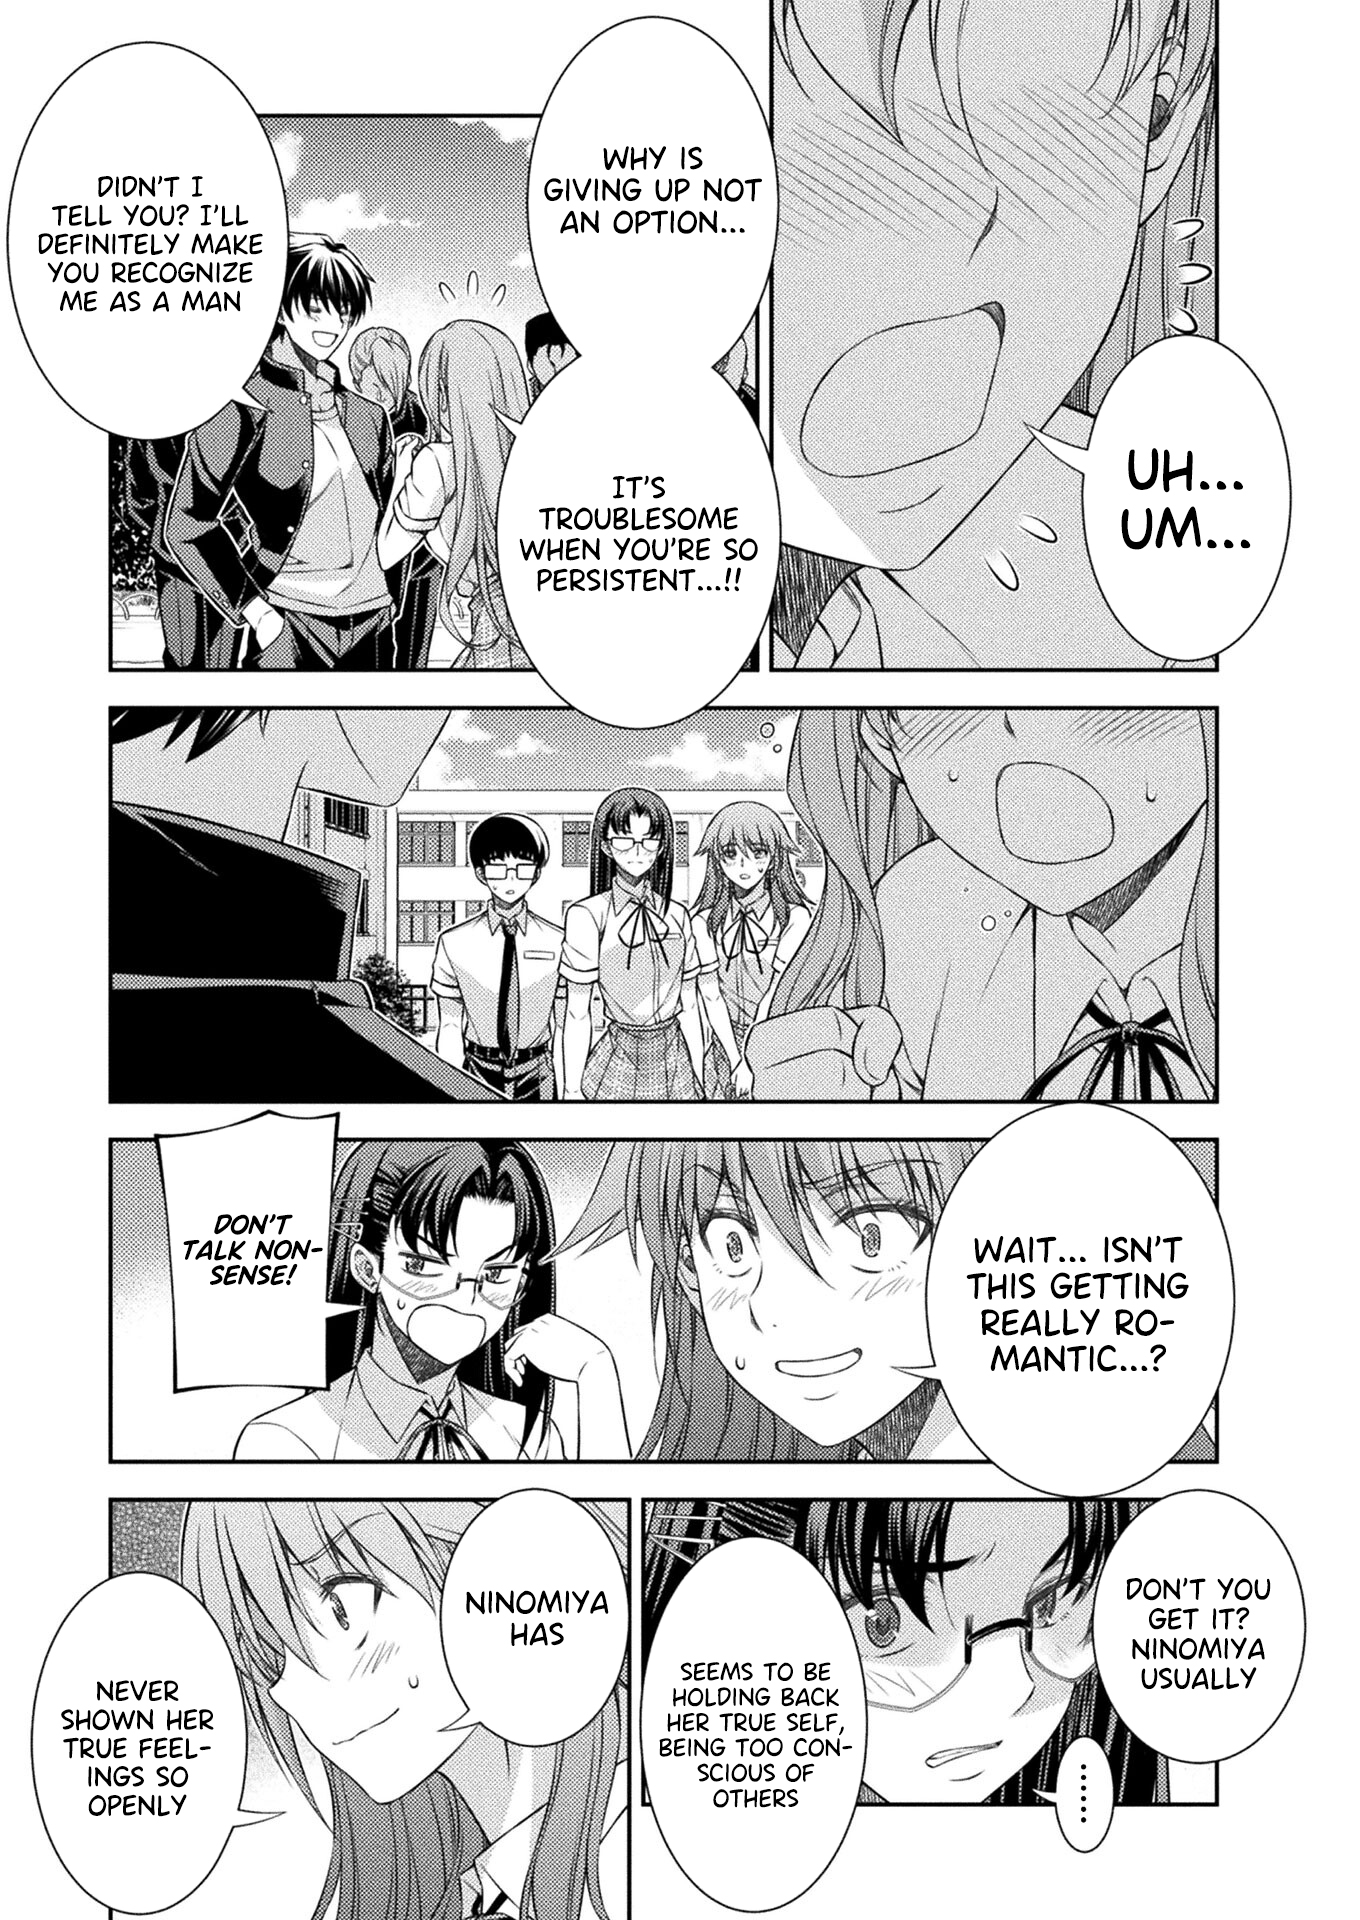 UH...
UM...
WHY IS
GIVING UP NOT
AN OPTION...
IT'S
TROUBLESOME
WHEN YOU'RE SO
PERSISTENT...!!
DIDN'T I
TELL YOU? I'LL
DEFINITELY MAKE
YOU RECOGNIZE
ME AS A MAN
WAIT... ISN'T
THIS GETTING
REALLY RO-
MANTIC...?
DON'T
TALK NON-
SENSE!
DON'T YOU
GET IT?
NINOMIYA
USUALLY
......
SEEMS TO BE
HOLDING BACK
HER TRUE SELF,
BEING TOO CON-
SCIOUS OF
OTHERS
NINOMIYA
HAS
NEVER
SHOWN HER
TRUE FEEL-
INGS SO
OPENLY